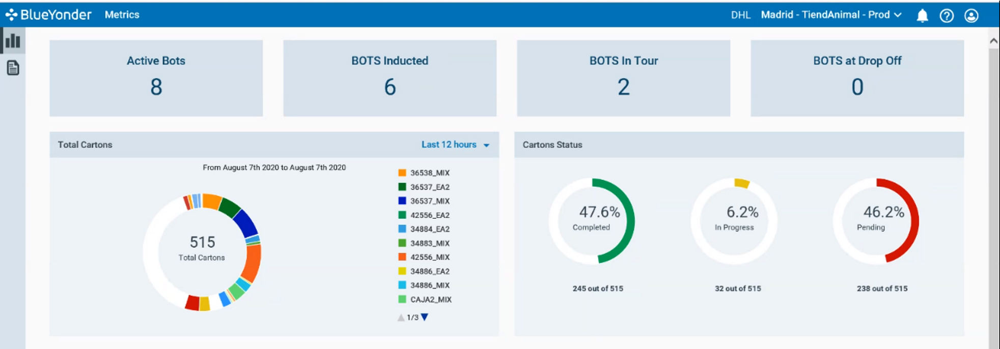 BlueYonder Metrics DHL Madrid - TiendAnimal - Prod
Active Bots
8
BOTS Inducted
6
BOTS In Tour
2
BOTS at Drop Off
0
Total Cartons Last 12 hours
From August 7th 2020 to August 7th 2020
515
Total Cartons
36538_MIX
36537_EA2
36537_MIX
42556_EA2
34884_EA2
34883_MIX
42556_MIX
34886_EA2
34886_MIX
CAJA2_MIX
1/3
Cartons Status
47.6%
Completed
245 out of 515
6.2%
In Progress
32 out of 515
46.2%
Pending
238 out of 515